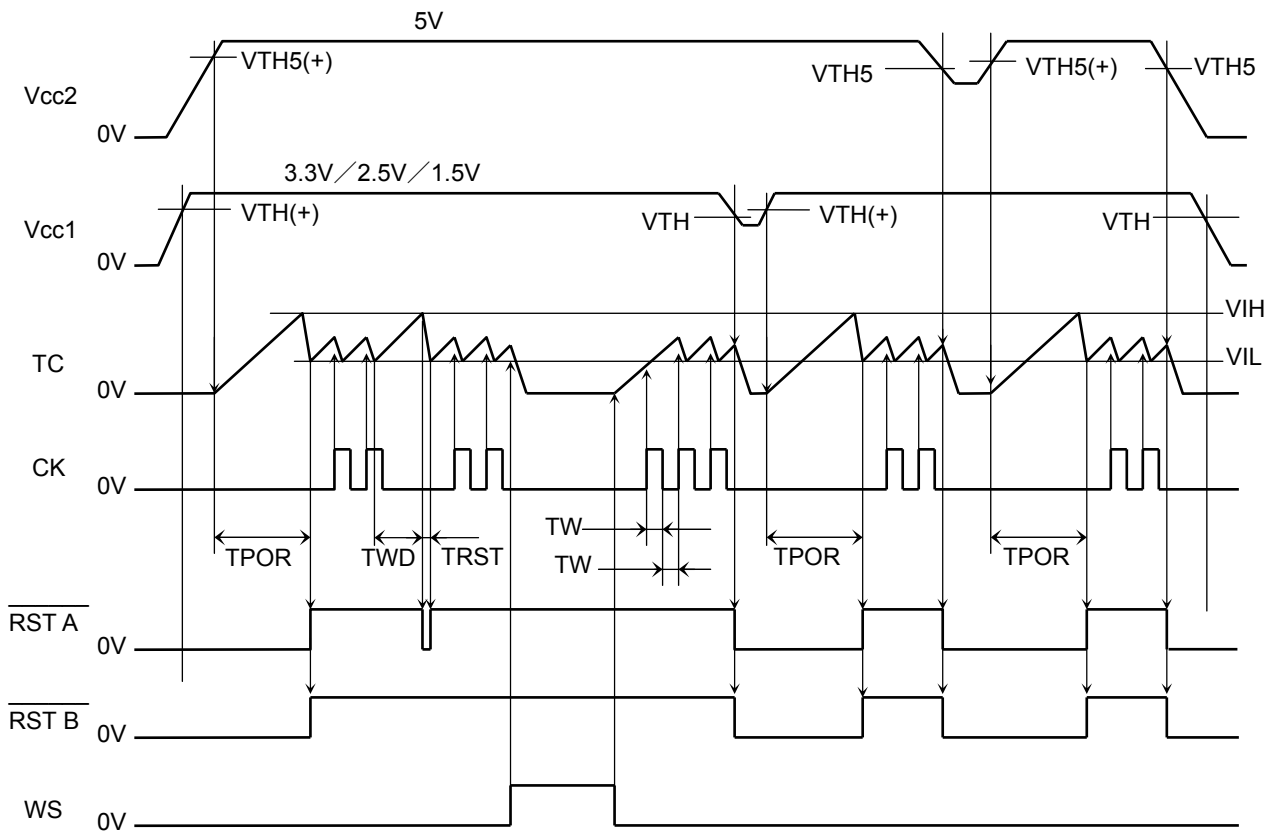 5V
VTH5(+)
VTH5
VTH5(+)
VTH5
Vcc2
0V
3.3V／2.5V／1.5V
VTH(+)
VTH
VTH(+)
VTH
Vcc1
0V
VIH
TC
VIL
0V
CK
0V
TW
TPOR
TWD
TRST
TPOR
TPOR
TW
RST A
0V
RST B
0V
WS
0V